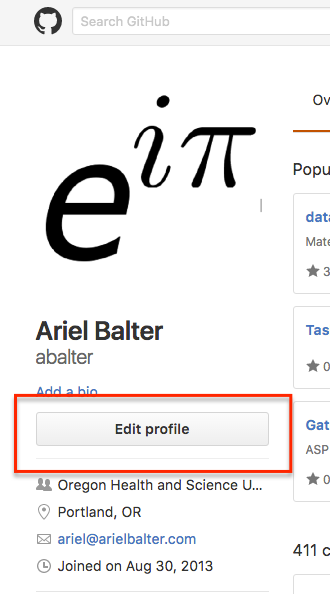 Search GitHub
Ov
e^{iπ}
Popu
Ariel Balter
abalter
Add a bio
Edit profile
Oregon Health and Science U...
Portland, OR
ariel@arielbalter.com
Joined on Aug 30, 2013
data
Mate
3
Tas
0
Gat
ASP
0
411 c